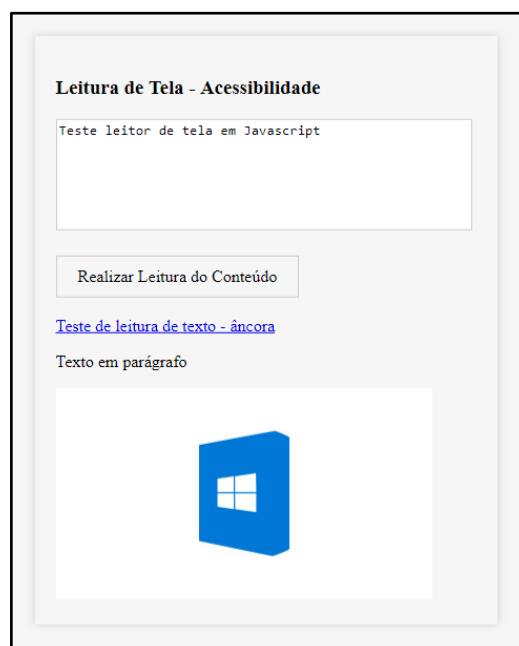 Leitura de Tela - Acessibilidade
Teste leitor de tela em Javascript
Realizar Leitura do Conteúdo
Teste de leitura de texto - âncora
Texto em parágrafo